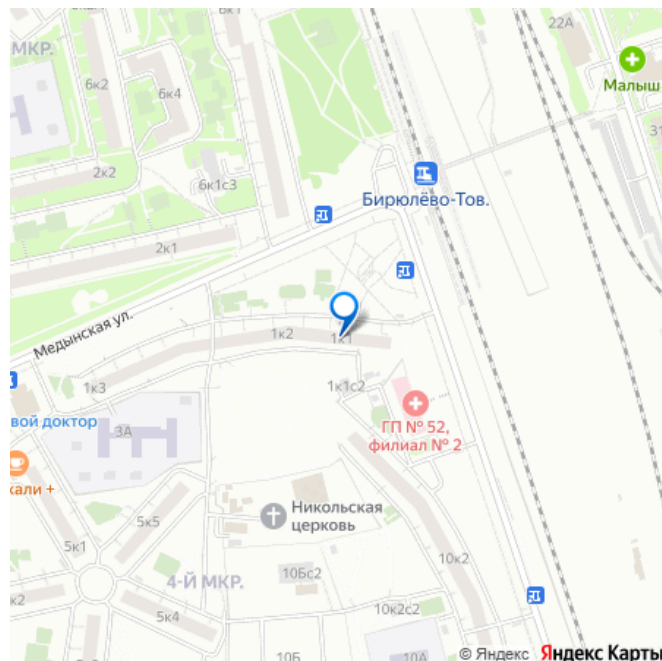 6к1
22А
МКР.
6к2
6к4
Малыш
2к2
6к1с3
Бирюлёво-Тов.
2к1
Медынская ул.
1к2
1к1
1к3
1к1с2
ГП № 52,
филиал № 2
вой доктор
3А
кали +
Никольская
церковь
5к5
5к1
10к2
10Бс2
4-Й МКР.
5к4
10к2с2
10Б
10А
© Яндекс Яндекс Карты